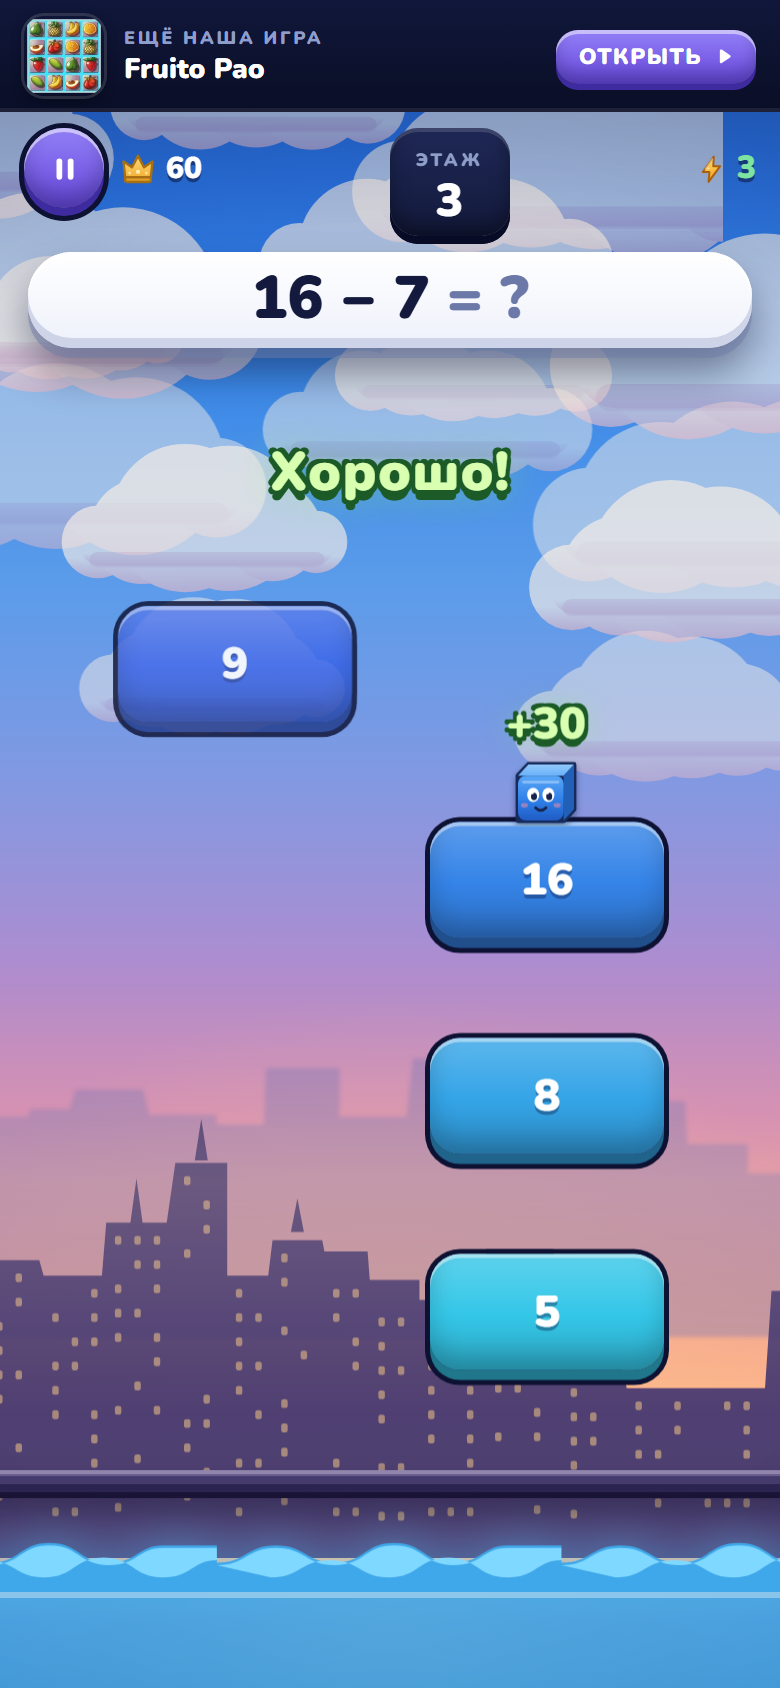 ЕЩЁ НАША ИГРА
Fruito Pao
ОТКРЫТЬ
60
ЭТАЖ
3
3
16 – 7 = ?
Хорошо!
9
+30
16
8
5